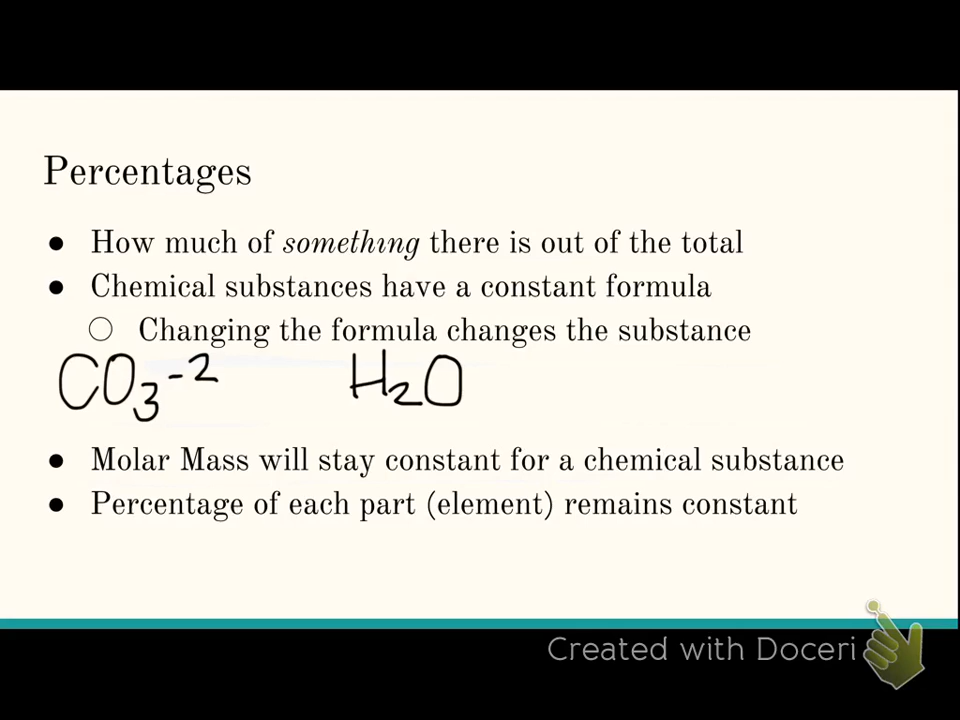 Percentages
● How much of something there is out of the total
● Chemical substances have a constant formula
○ Changing the formula changes the substance
CO₃⁻² H₂O
● Molar Mass will stay constant for a chemical substance
● Percentage of each part (element) remains constant
Created with Doceri